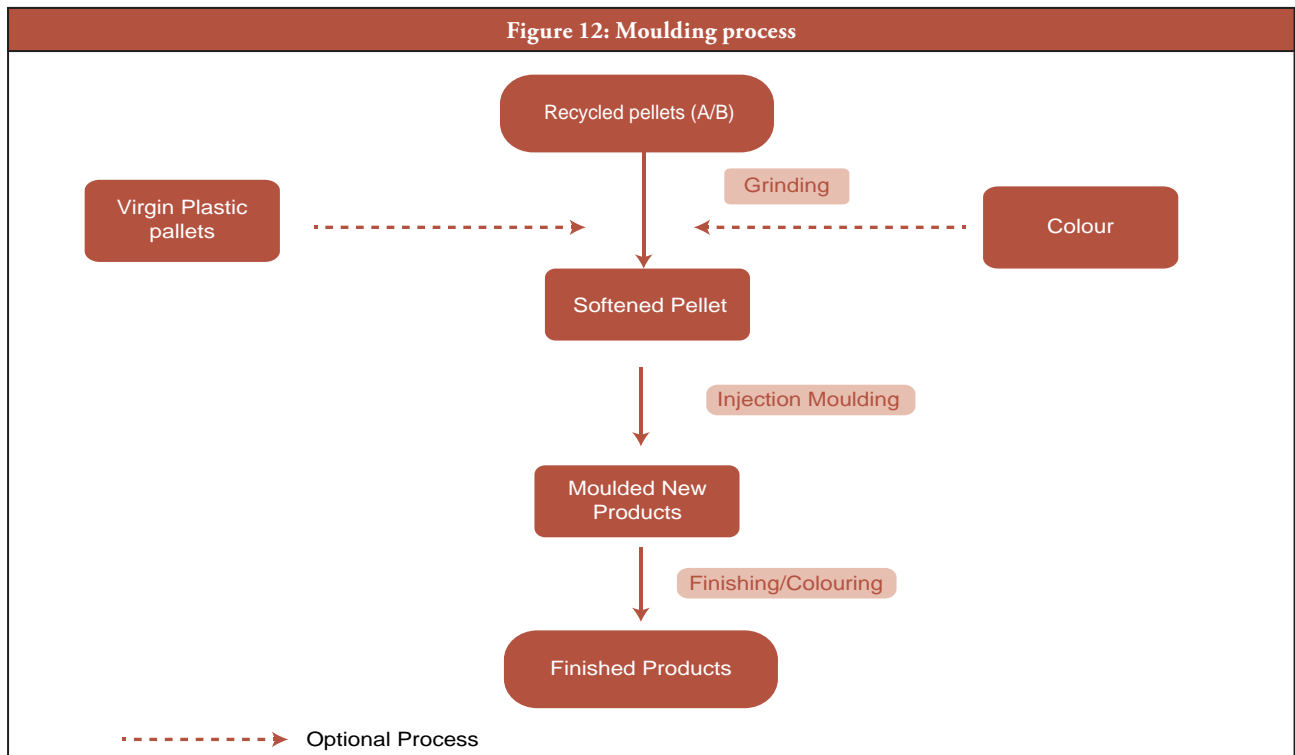 Figure 12: Moulding process
Recycled pellets (A/B)
Grinding
Virgin Plastic
pallets
Colour
Softened Pellet
Injection Moulding
Moulded New
Products
Finishing/Colouring
Finished Products
Optional Process